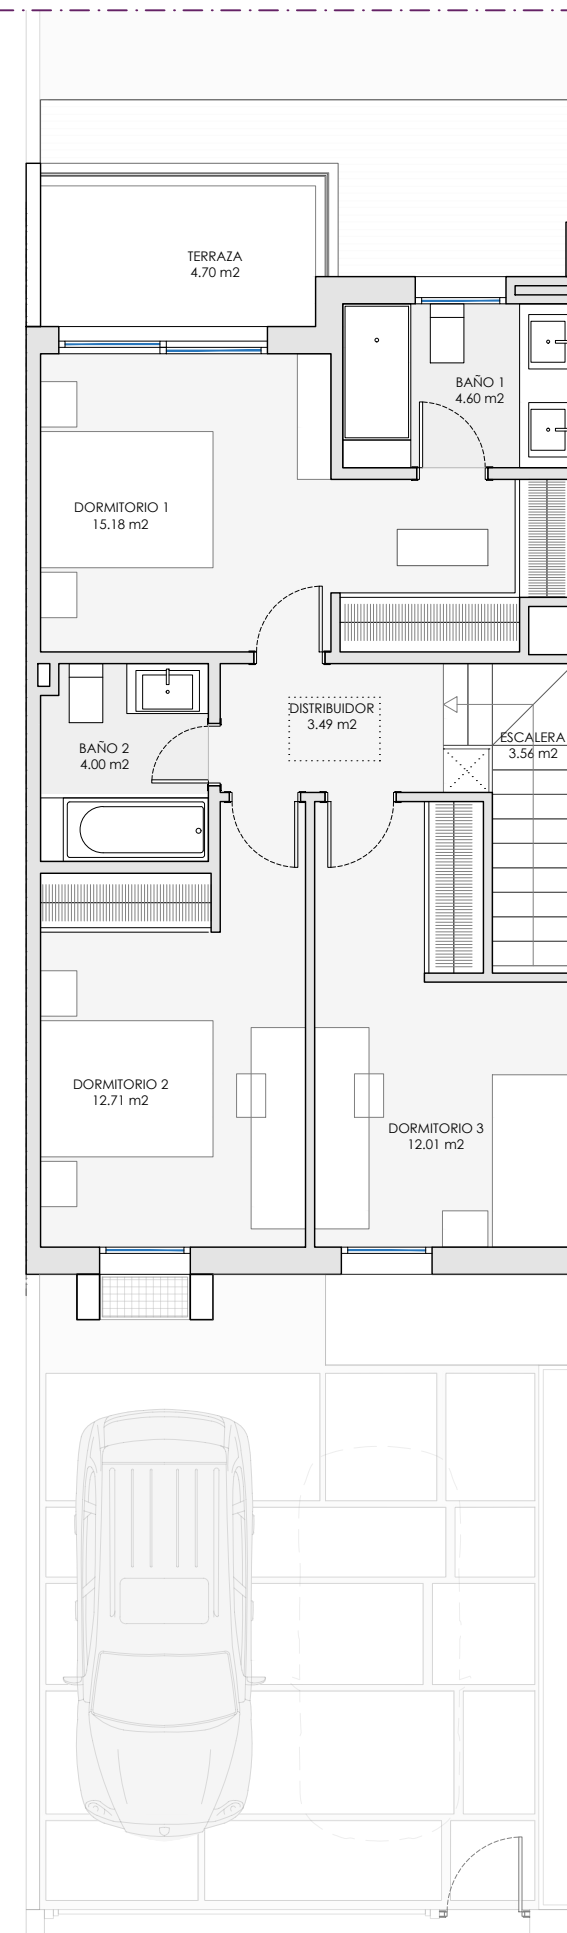 TERRAZA
4.70 m2
BAÑO 1
4.60 m2
DORMITORIO 1
15.18 m2
DISTRIBUIDOR
3.49 m2
ESCALERA
3.56 m2
BAÑO 2
4.00 m2
DORMITORIO 2
12.71 m2
DORMITORIO 3
12.01 m2